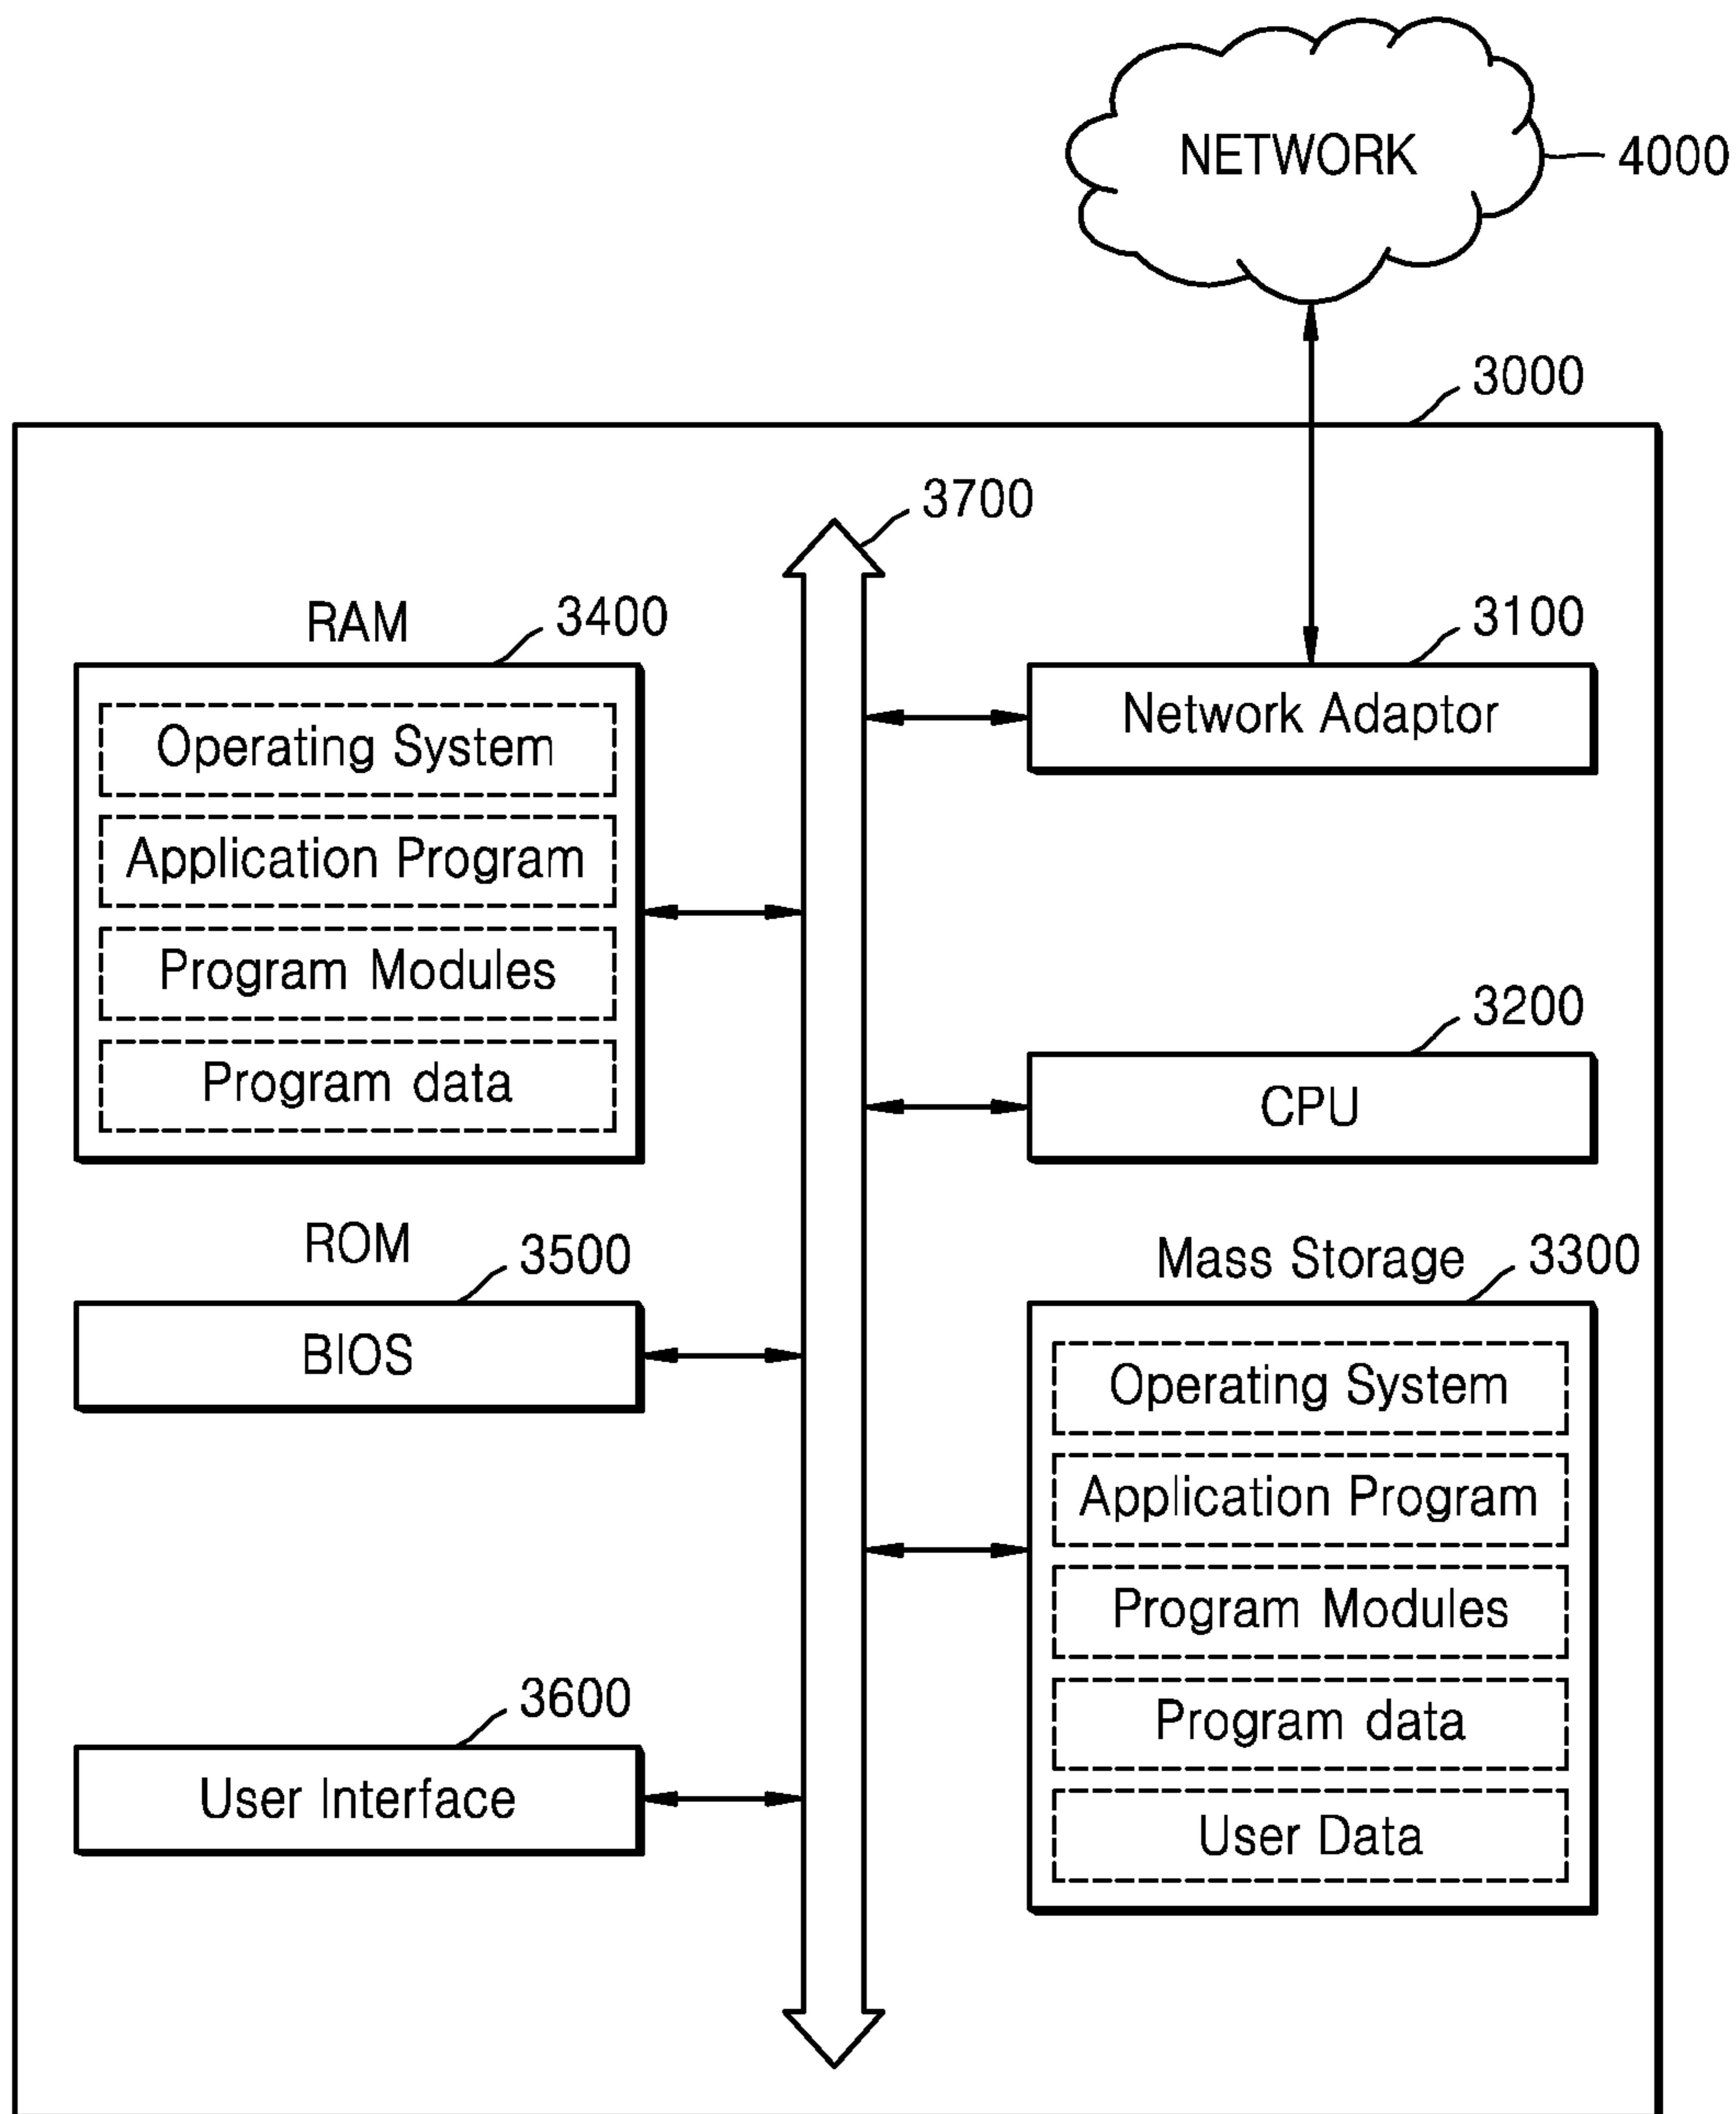 NETWORK
4000
3000
3700
RAM
3400
Operating System
Application Program
Program Modules
Program data
3100
Network Adaptor
3200
CPU
ROM
3500
BIOS
Mass Storage
3300
Operating System
Application Program
Program Modules
Program data
User Data
3600
User Interface